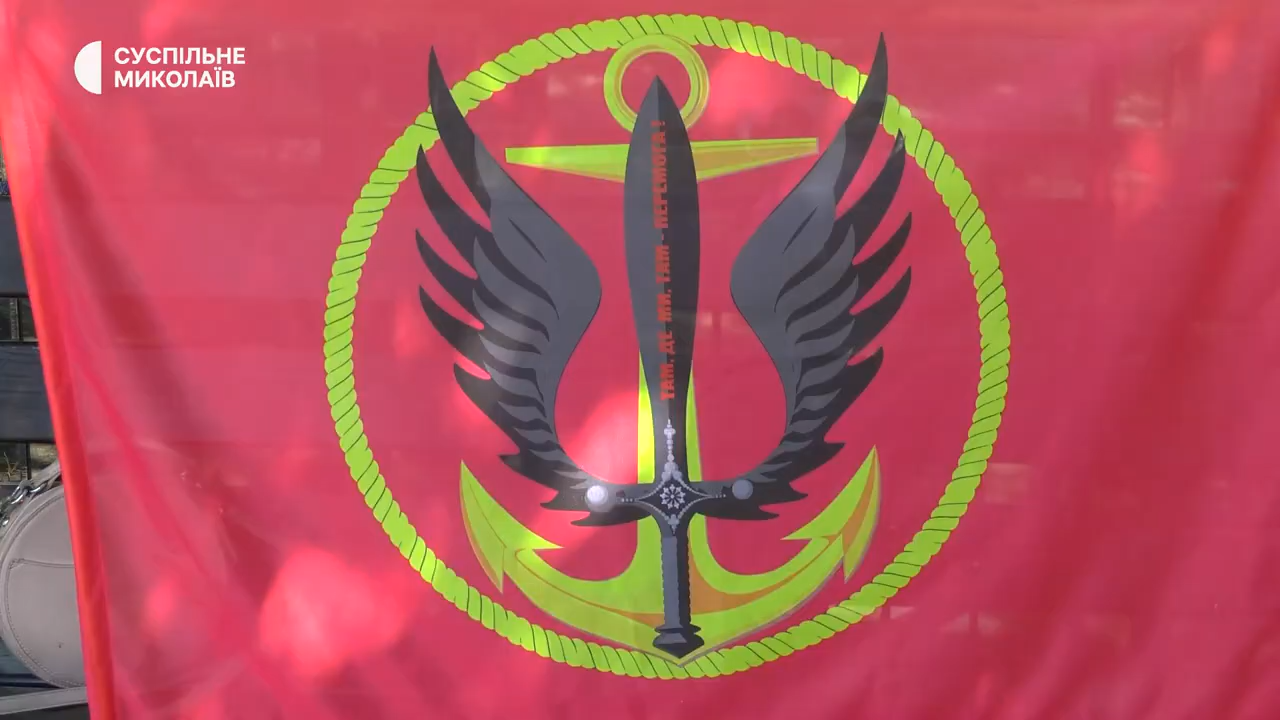 СУСПІЛЬНЕ
МИКОЛАЇВ
ТАМ, ДЕ МИ, ТАМ - ПЕРЕМОГА!